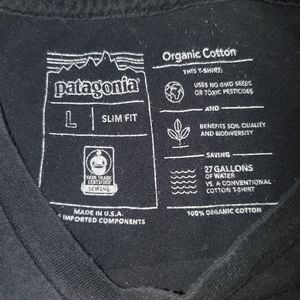 patagonia
L
SLIM FIT
FAIR TRADE
CERTIFIED
SEWING
MADE IN U.S.A.
IMPORTED COMPONENTS
Organic Cotton
THIS T-SHIRT:
USES NO GMO SEEDS
OR TOXIC PESTICIDES
AND
BENEFITS SOIL QUALITY
AND BIODIVERSITY
SAVING
27 GALLONS
OF WATER
VS. A CONVENTIONAL
COTTON T-SHIRT
100% ORGANIC COTTON